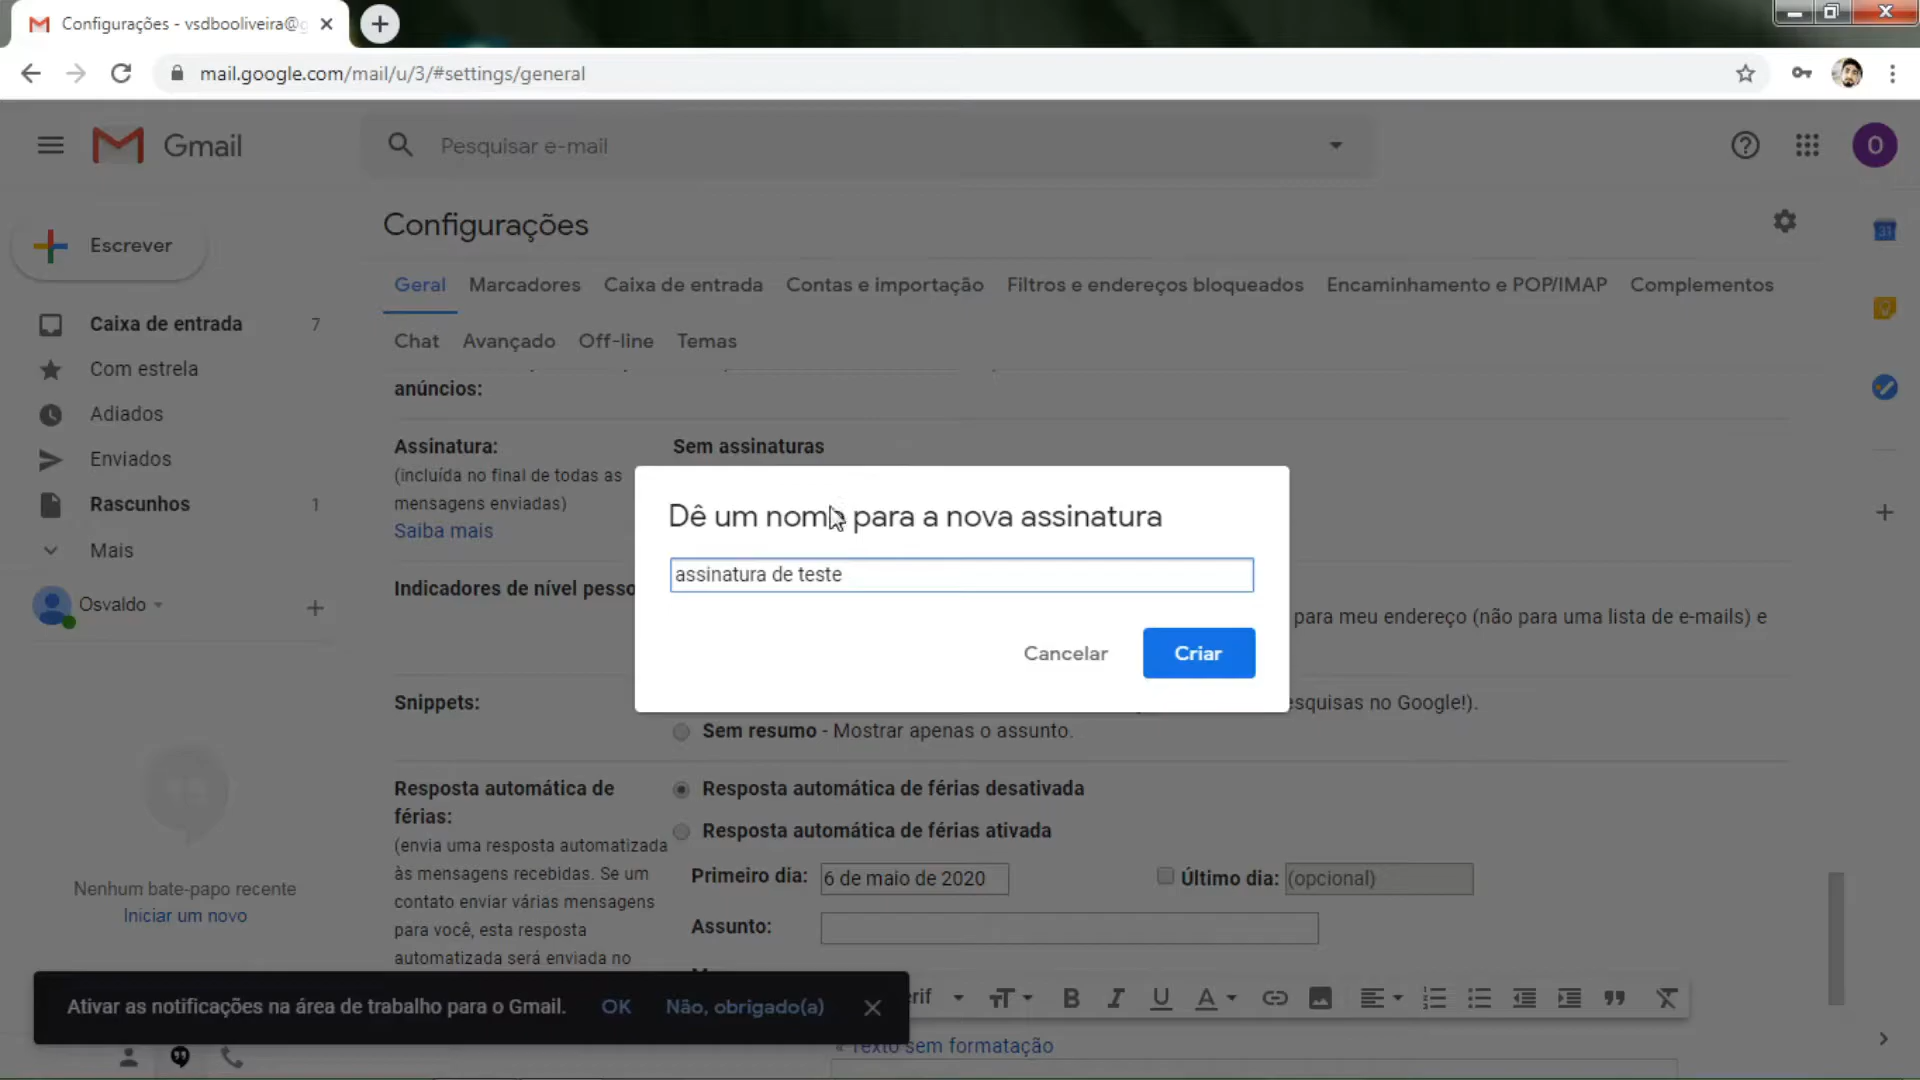 Configurações - vsdbooliveira@g
mail.google.com/mail/u/3/#settings/general
Gmail
Pesquisar e-mail
O
Configurações
31
Escrever
Geral Marcadores Caixa de entrada Contas e importação Filtros e endereços bloqueados Encaminhamento e POP/IMAP Complementos
Chat Avançado Off-line Temas
Caixa de entrada 7
Com estrela
Adiados
Enviados
Rascunhos 1
Mais
Osvaldo
Nenhum bate-papo recente
Iniciar um novo
anúncios:
Assinatura: Sem assinaturas
(incluída no final de todas as
mensagens enviadas)
Saiba mais
Dê um nome para a nova assinatura
assinatura de teste
Cancelar Criar
Indicadores de nível pesso
para meu endereço (não para uma lista de e-mails) e
Snippets:
esquisas no Google!).
Sem resumo - Mostrar apenas o assunto.
Resposta automática de
férias:
(envia uma resposta automatizada
às mensagens recebidas. Se um
contato enviar várias mensagens
para você, esta resposta
automatizada será enviada no
Resposta automática de férias desativada
Resposta automática de férias ativada
Primeiro dia: 6 de maio de 2020 Último dia: (opcional)
Assunto:
erif
Texto sem formatação
Ativar as notificações na área de trabalho para o Gmail. OK Não, obrigado(a)